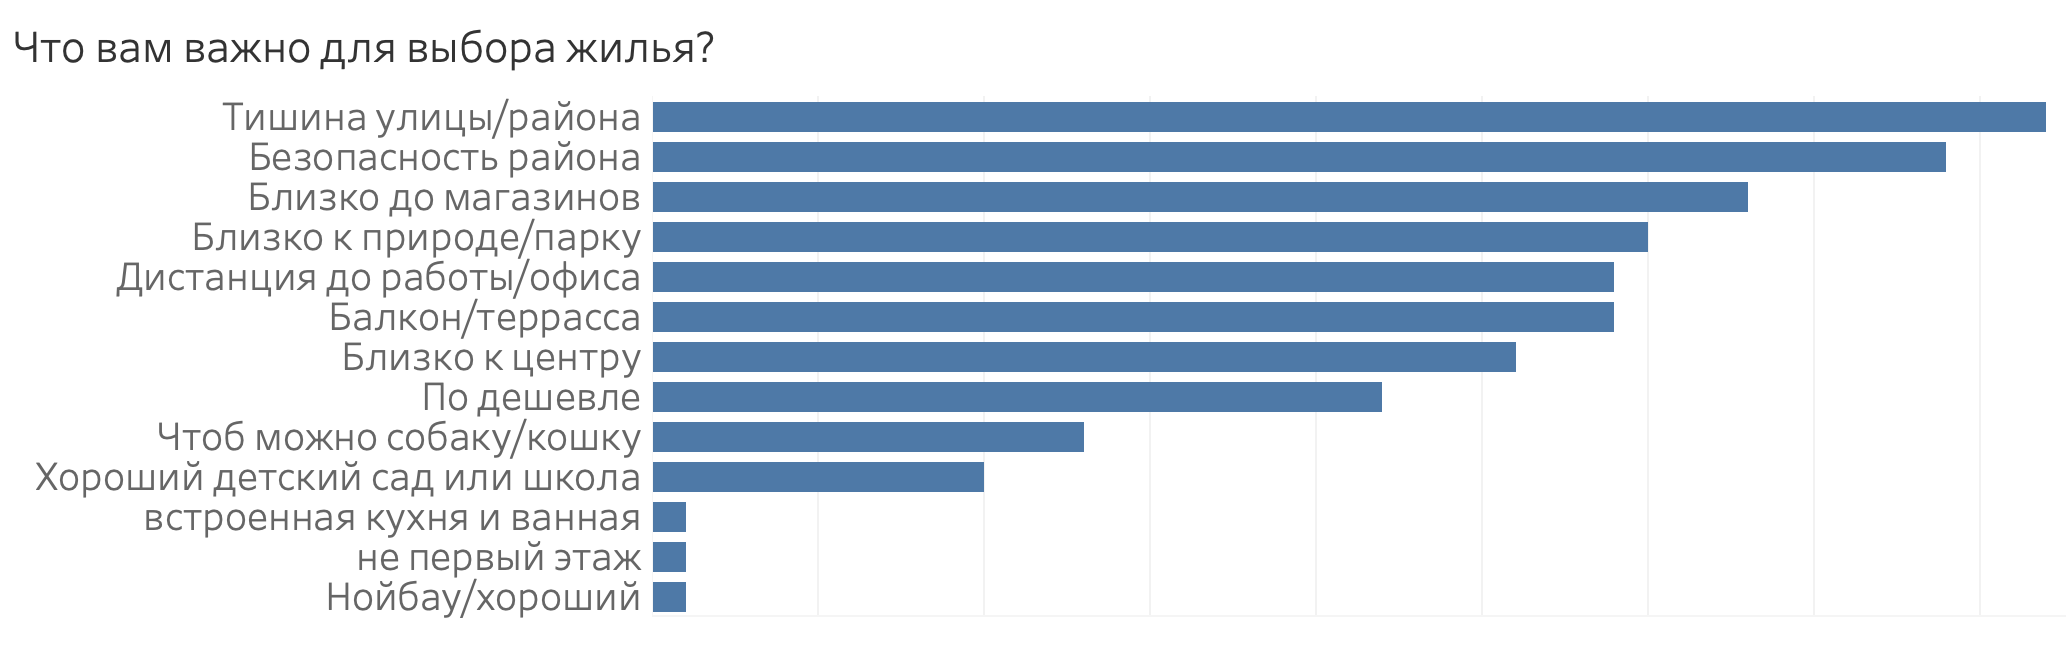 Что вам важно для выбора жилья?
Тишина улицы/района
Безопасность района
Близко до магазинов
Близко к природе/парку
Дистанция до работы/офиса
Балкон/террасса
Близко к центру
По дешевле
Чтоб можно собаку/кошку
Хороший детский сад или школа
встроенная кухня и ванная
не первый этаж
Нойбау/хороший